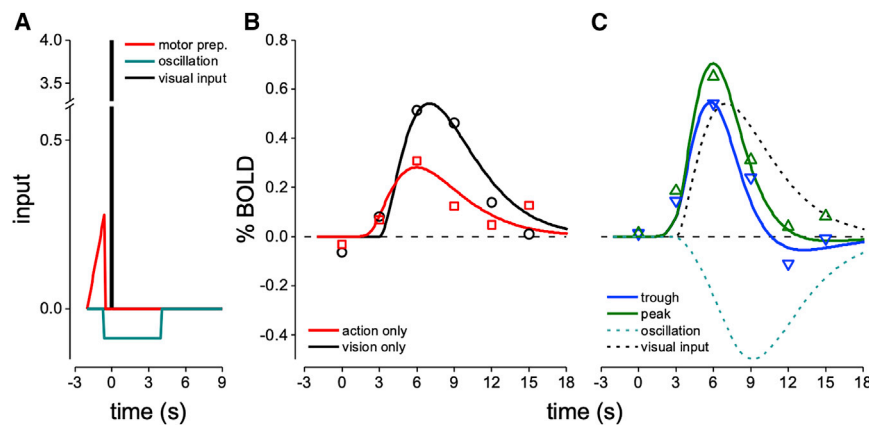 A
B
C
4.0
3.5
0.5
0.0
input
motor prep.
oscillation
visual input
-3 0 3 6 9
time (s)
0.8
0.6
0.4
0.2
0.0
-0.2
-0.4
% BOLD
action only
vision only
-3 0 3 6 9 12 15 18
trough
peak
oscillation
visual input
-3 0 3 6 9 12 15 18
time (s)